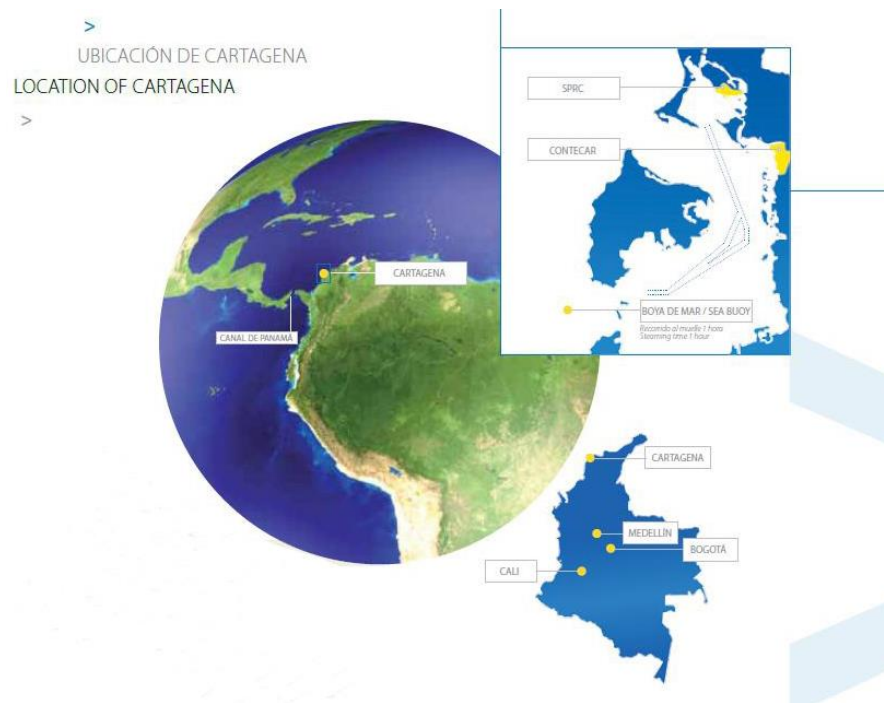 >
UBICACIÓN DE CARTAGENA
LOCATION OF CARTAGENA
>
SPRC
CONTECAR
CARTAGENA
CANAL DE PANAMÁ
BOYA DE MAR / SEA BUOY
Recorrido al muelle 1 hora
Steaming time 1 hour
CARTAGENA
MEDELLÍN
BOGOTÁ
CALI